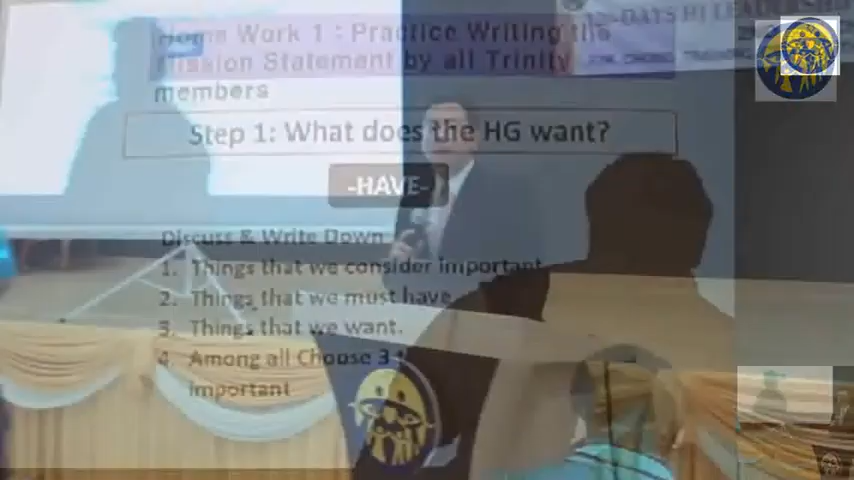 Home Work 1 : Practice Writing the
Mission Statement by all Trinity
members
Step 1: What does the HG want?
-HAVE-
Discuss & Write Down
1. Things that we consider important
2. Things that we must have
3. Things that we want.
4. Among all Choose 3
important